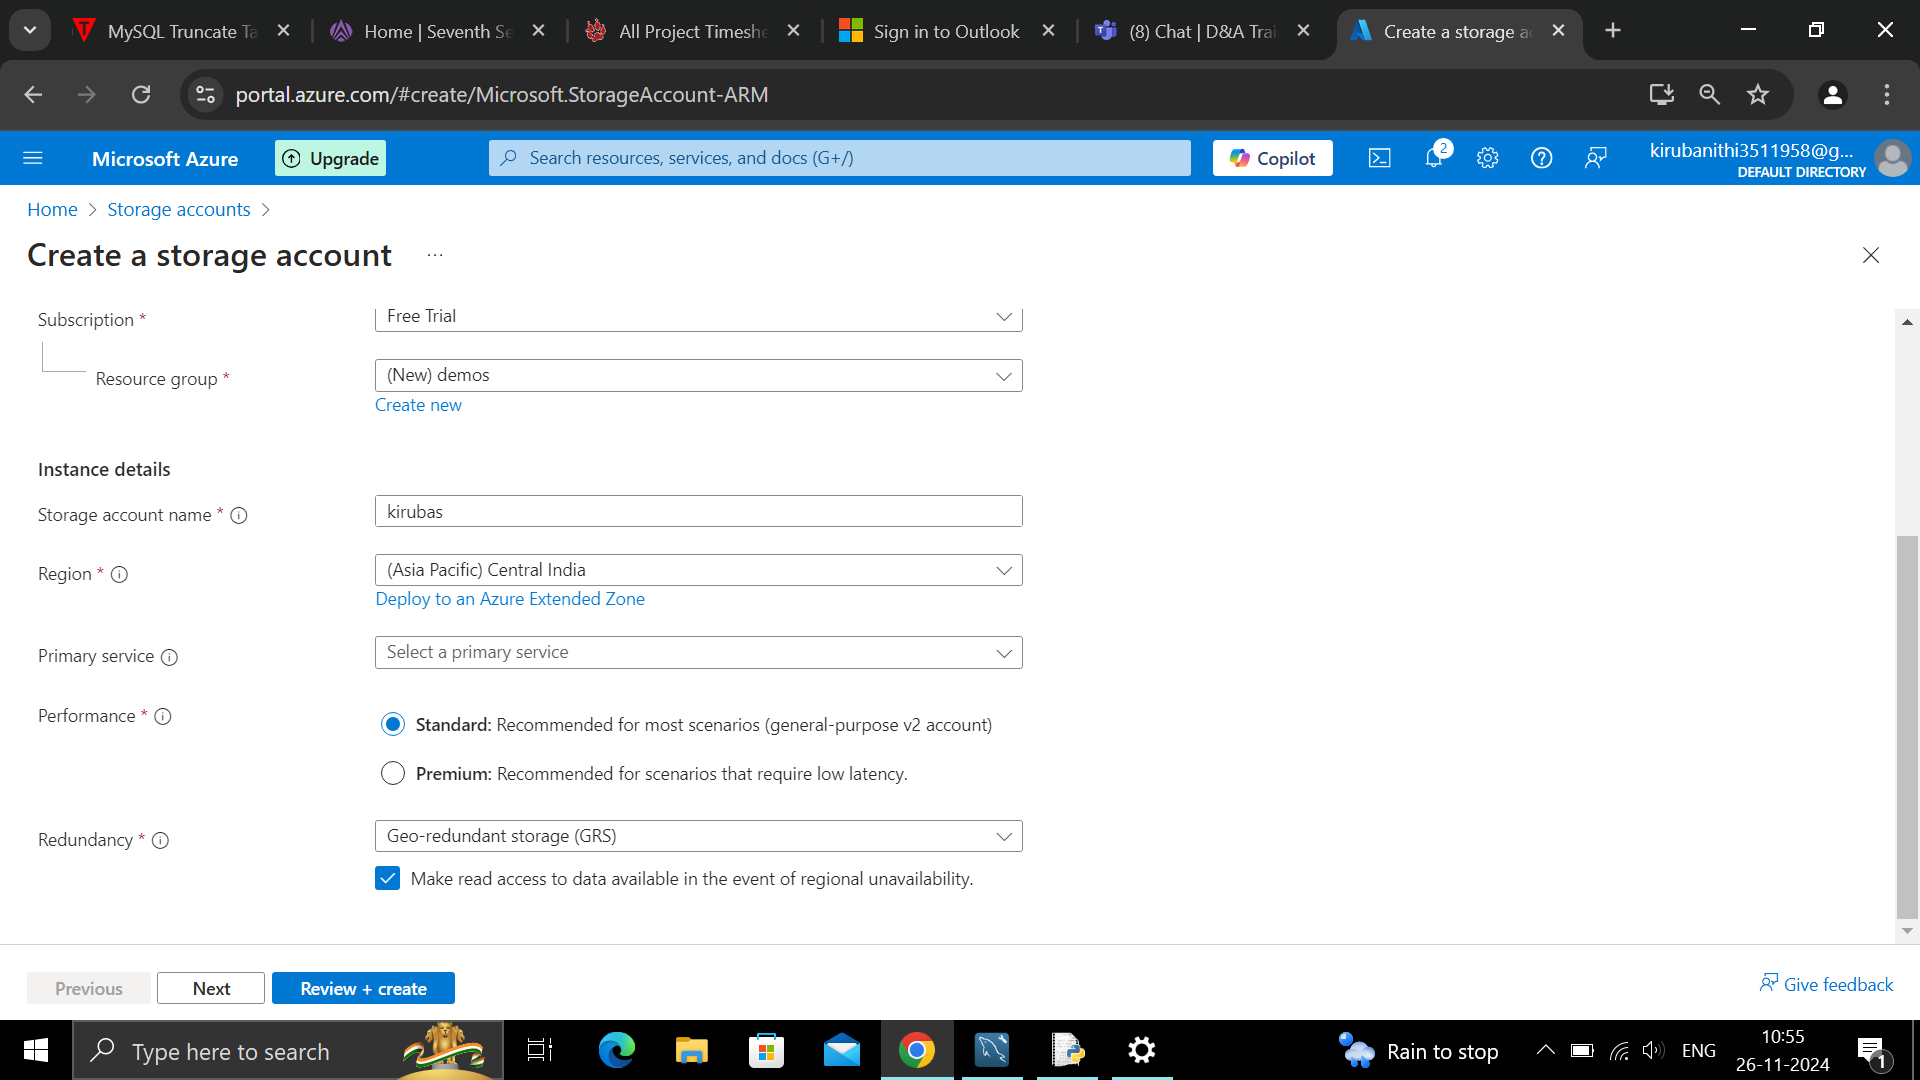 MySQL Truncate Ta
Home | Seventh Se
All Project Timeshe
Sign in to Outlook
(8) Chat | D&A Trai
Create a storage a
portal.azure.com/#create/Microsoft.StorageAccount-ARM
Microsoft Azure
Upgrade
Search resources, services, and docs (G+/)
Copilot
2
kirubanithi3511958@g...
DEFAULT DIRECTORY
Home > Storage accounts >
Create a storage account ...
Subscription *
Free Trial
Resource group *
(New) demos
Create new
Instance details
Storage account name *
kirubas
Region *
(Asia Pacific) Central India
Deploy to an Azure Extended Zone
Primary service
Select a primary service
Performance *
Standard: Recommended for most scenarios (general-purpose v2 account)
Premium: Recommended for scenarios that require low latency.
Redundancy *
Geo-redundant storage (GRS)
Make read access to data available in the event of regional unavailability.
Previous
Next
Review + create
Give feedback
Type here to search
Rain to stop
ENG
10:55
26-11-2024
1